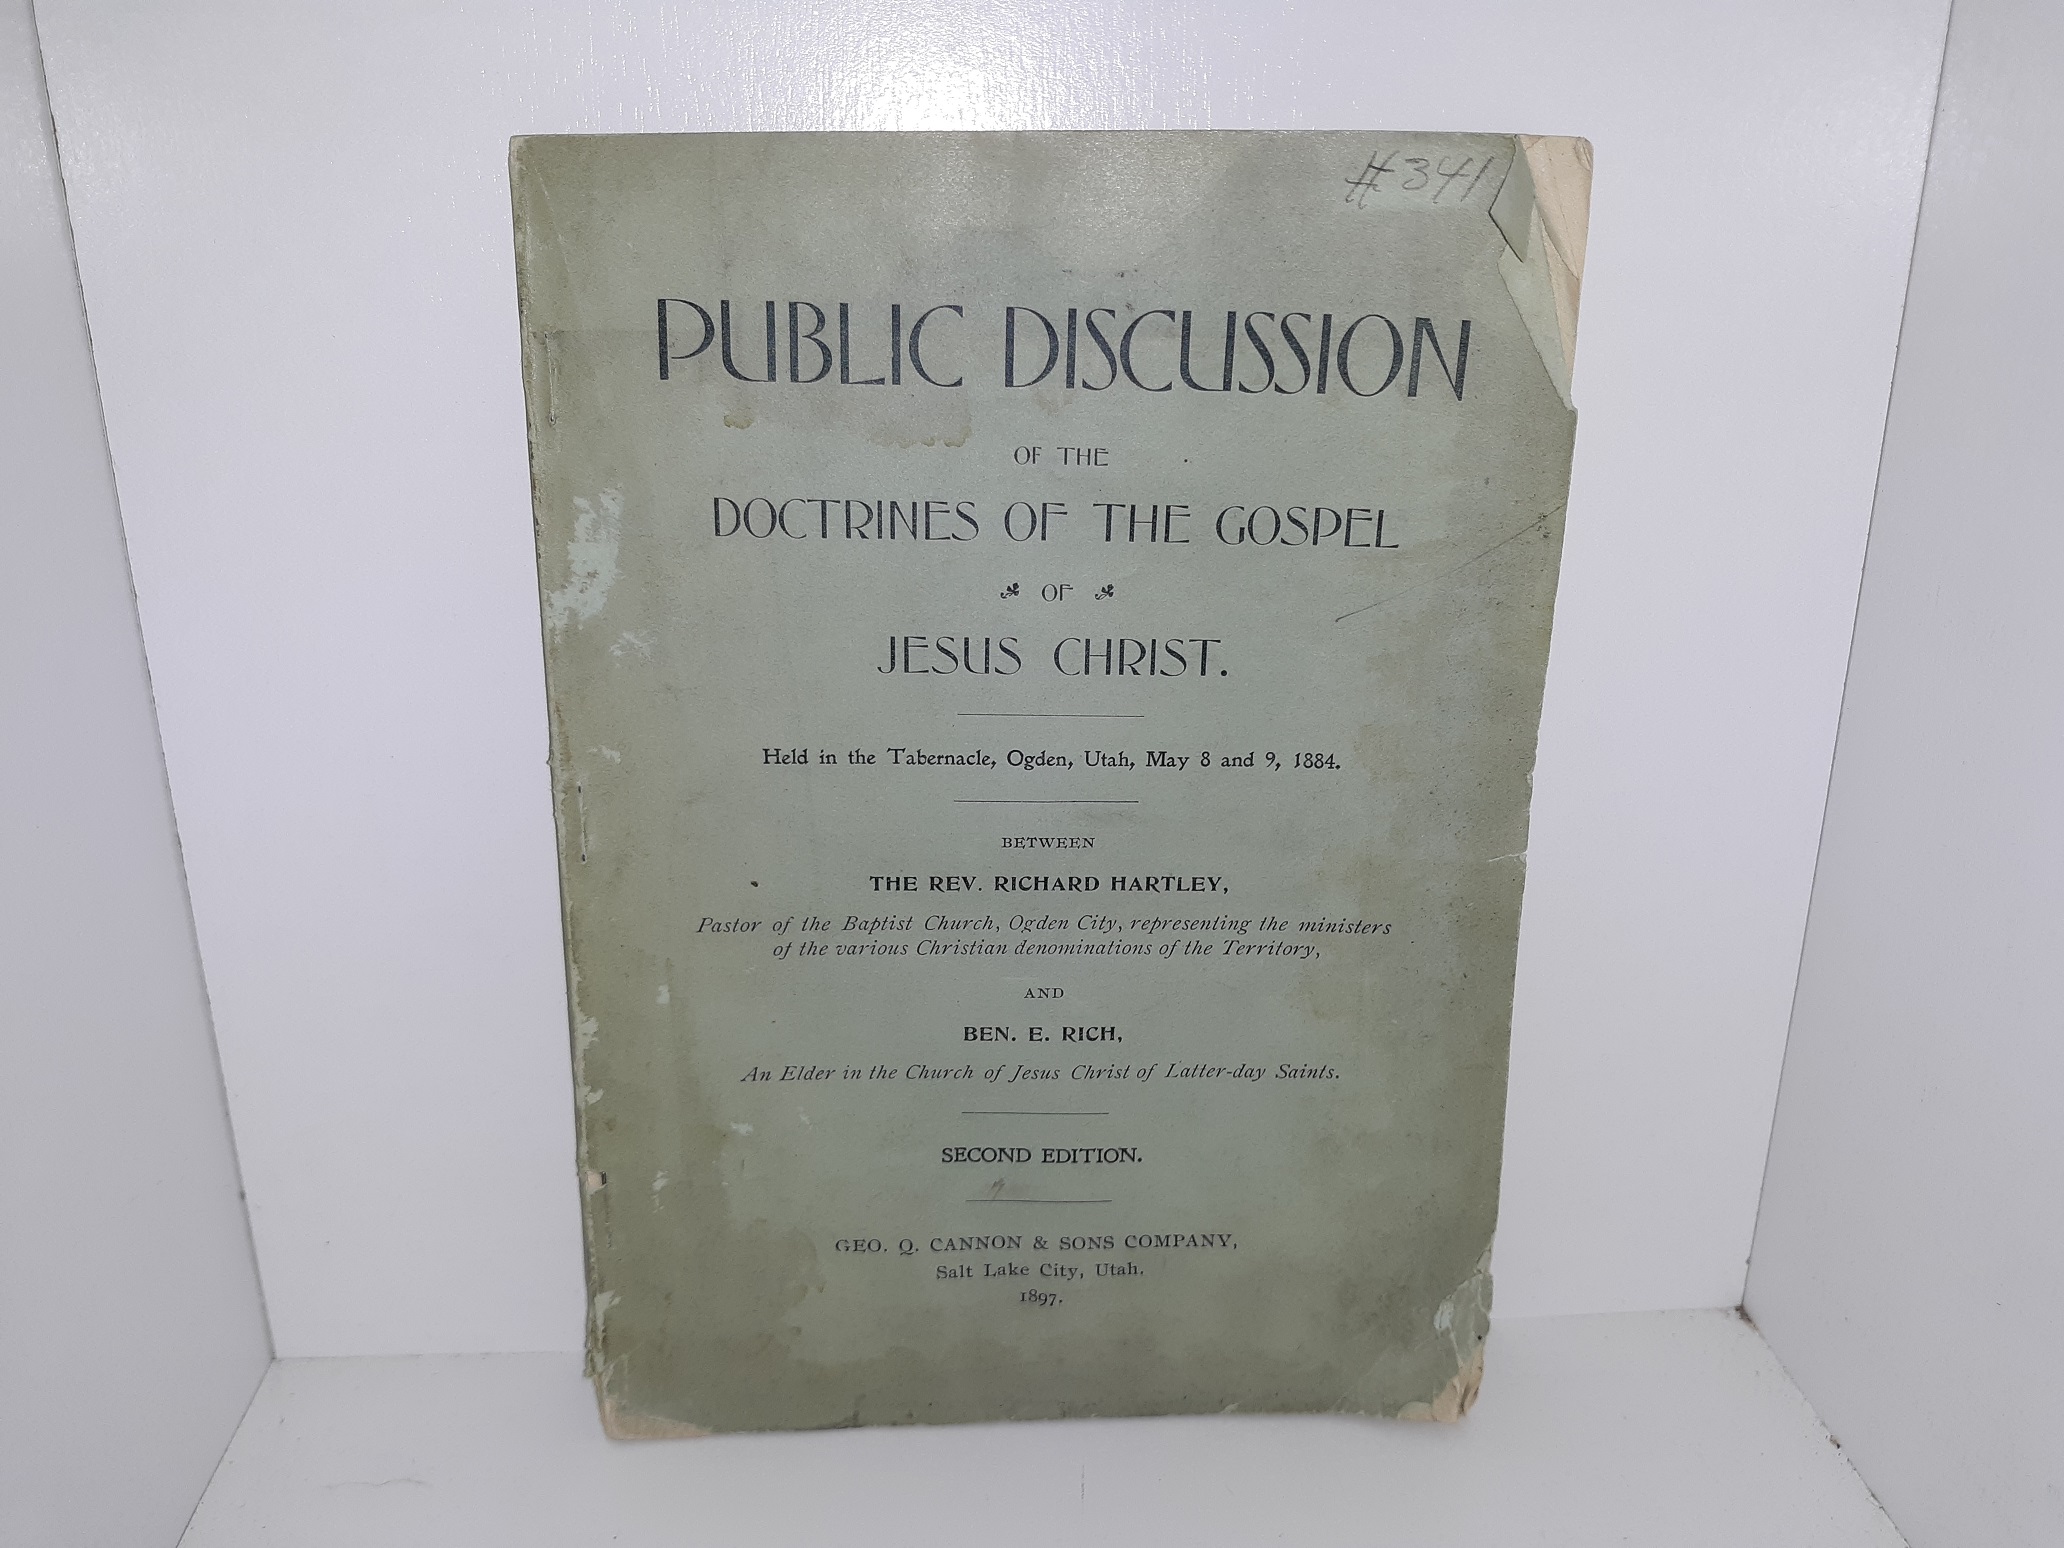 #341
PUBLIC DISCUSSION
OF THE
DOCTRINES OF THE GOSPEL
OF
JESUS CHRIST.
Held in the Tabernacle, Ogden, Utah, May 8 and 9, 1884.
BETWEEN
THE REV. RICHARD HARTLEY,
Pastor of the Baptist Church, Ogden City, representing the ministers
of the various Christian denominations of the Territory,
AND
BEN. E. RICH,
An Elder in the Church of Jesus Christ of Latter-day Saints.
SECOND EDITION.
GEO. Q. CANNON & SONS COMPANY,
Salt Lake City, Utah.
1897.